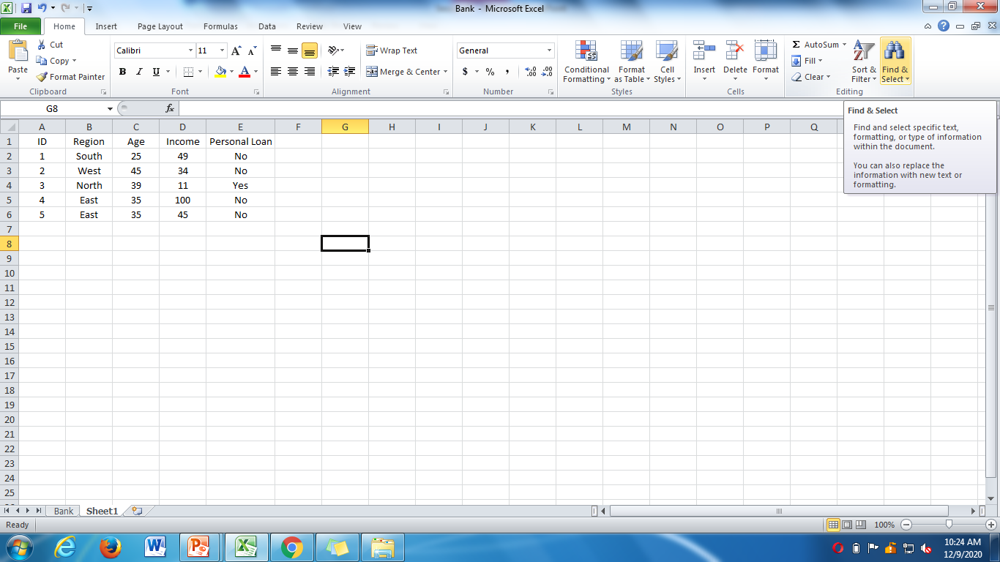 Bank - Microsoft Excel
File Home Insert Page Layout Formulas Data Review View
Paste
Cut
Copy
Format Painter
Clipboard
Calibri 11
B I U
Font
Wrap Text
Merge & Center
Alignment
General
$ % ,
Number
Conditional Formatting
Format as Table
Cell Styles
Styles
Insert Delete Format
Cells
Σ AutoSum
Fill
Clear
Sort & Filter
Find & Select
Editing
G8 fx
Find & Select
Find and select specific text,
formatting, or type of information
within the document.
You can also replace the
information with new text or
formatting.
A B C D E F G H I J K L M N O P Q
1 ID Region Age Income Personal Loan
2 1 South 25 49 No
3 2 West 45 34 No
4 3 North 39 11 Yes
5 4 East 35 100 No
6 5 East 35 45 No
7
8
9
10
11
12
13
14
15
16
17
18
19
20
21
22
23
24
25
Bank Sheet1
Ready 100%
10:24 AM
12/9/2020